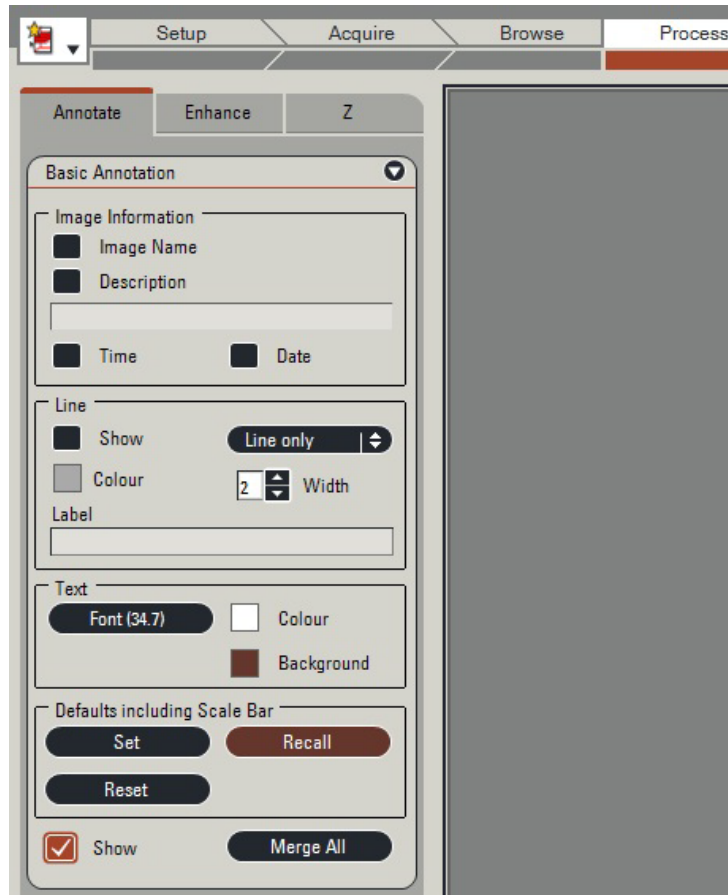 Setup Acquire Browse Process
Annotate Enhance Z
Basic Annotation
Image Information
Image Name
Description
Time Date
Line
Show Line only
Colour 2 Width
Label
Text
Font (34.7) Colour
Background
Defaults including Scale Bar
Set Recall
Reset
Show Merge All